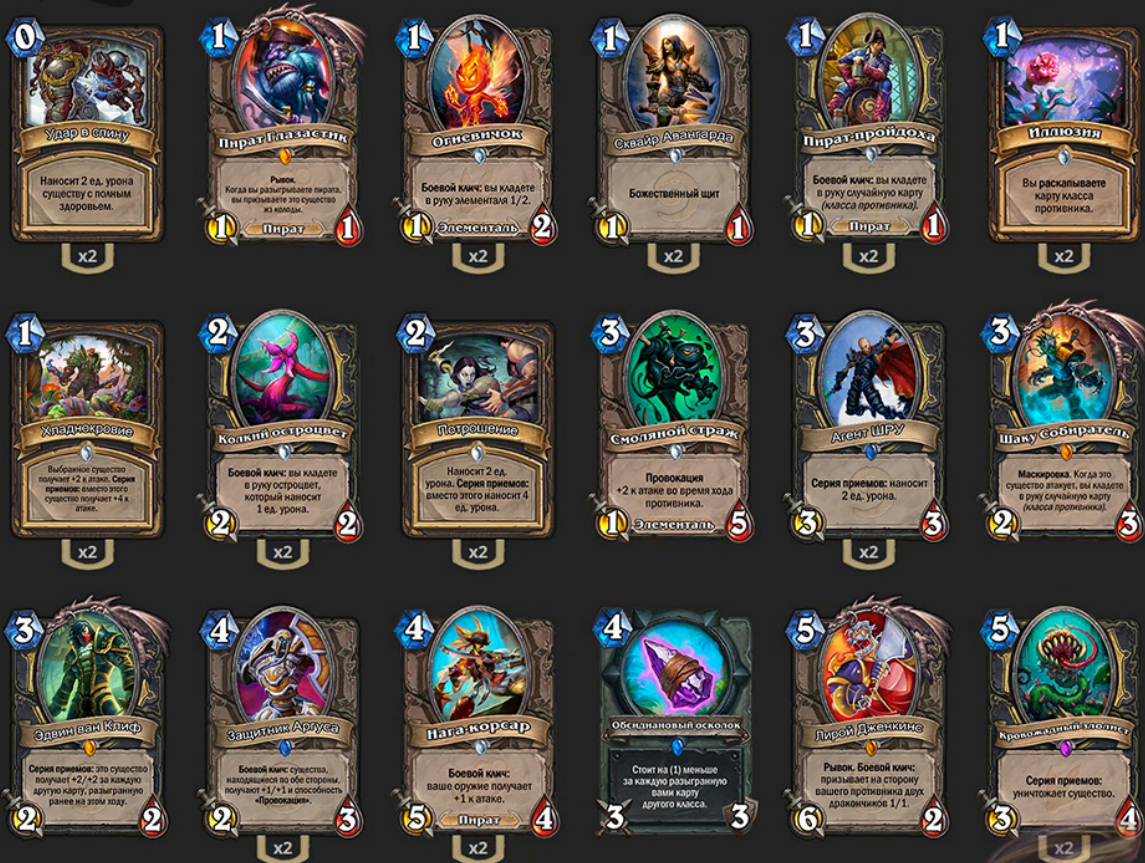 0
Удар в спину
Наносит 2 ед. урона
существу с полным
здоровьем.
x2
1
Пират Глазастик
Рывок.
Когда вы разыгрываете пирата,
вы призываете это существо
из колоды.
1 Пират 1
1
Огневичок
Боевой клич: вы кладете
в руку элементаля 1/2.
1 Элементаль 2
x2
1
Сквайр Авангарда
Божественный щит
1 1
x2
1
Пират-пройдоха
Боевой клич: вы кладете
в руку случайную карту
(класса противника).
1 Пират 1
x2
1
Иллюзия
Вы раскапываете
карту класса
противника.
x2
1
Хладнокровие
Выбранное существо
получает +2 к атаке. Серия
приемов: вместо этого
существо получает +4 к
атаке.
x2
2
Колкий остроцвет
Боевой клич: вы кладете
в руку остроцвет,
который наносит
1 ед. урона.
2 2
x2
2
Потрошение
Наносит 2 ед.
урона. Серия приемов:
вместо этого наносит 4
ед. урона.
x2
3
Смоляной страж
Провокация
+2 к атаке во время хода
противника.
1 Элементаль 5
3
Агент ШРУ
Серия приемов: наносит
2 ед. урона.
3 3
x2
3
Шаку Собиратель
Маскировка. Когда это
существо атакует, вы кладете
в руку случайную карту
(класса противника).
2 3
3
Эдвин ван Клиф
Серия приемов: это существо
получает +2/+2 за каждую
другую карту, разыгранную
ранее на этом ходу.
2 2
4
Защитник Аргуса
Боевой клич: существа,
находящиеся по обе стороны,
получают +1/+1 и способность
«Провокация».
2 3
x2
4
Нага-корсар
Боевой клич:
ваше оружие получает
+1 к атаке.
5 Пират 4
x2
4
Обсидиановый осколок
Стоит на (1) меньше
за каждую разыгранную
вами карту
другого класса.
3 3
5
Лирой Дженкинс
Рывок. Боевой клич:
призывает на сторону
вашего противника двух
дракончиков 1/1.
6 2
5
Кровожадный злолист
Серия приемов:
уничтожает существо.
3 4
x2